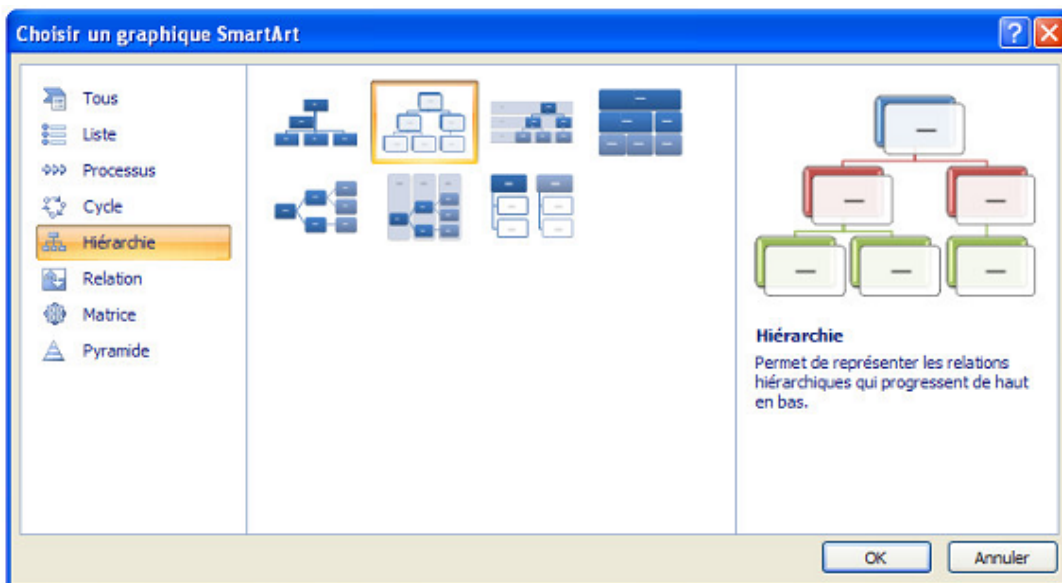 Choisir un graphique SmartArt
Tous
Liste
Processus
Cycle
Hiérarchie
Relation
Matrice
Pyramide
Hiérarchie
Permet de représenter les relations
hiérarchiques qui progressent de haut
en bas.
OK
Annuler